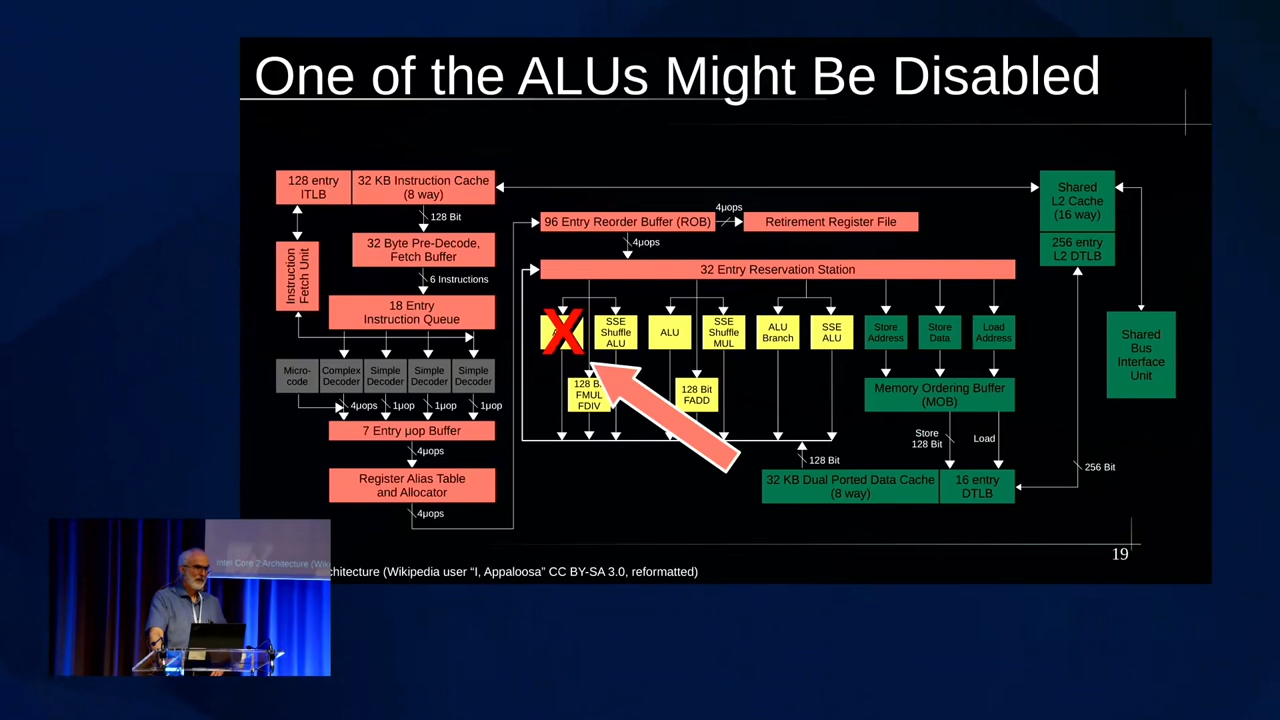 One of the ALUs Might Be Disabled
128 entry
ITLB
32 KB Instruction Cache
(8 way)
128 Bit
Instruction
Fetch Unit
32 Byte Pre-Decode,
Fetch Buffer
6 Instructions
18 Entry
Instruction Queue
Micro-
code
Complex
Decoder
Simple
Decoder
Simple
Decoder
Simple
Decoder
4µops
1µop
1µop
1µop
7 Entry µop Buffer
4µops
Register Alias Table
and Allocator
4µops
96 Entry Reorder Buffer (ROB)
4µops
Retirement Register File
4µops
32 Entry Reservation Station
X
SSE
Shuffle
ALU
ALU
SSE
Shuffle
MUL
ALU
Branch
SSE
ALU
Store
Address
Store
Data
Load
Address
128
FMUL
FDIV
128 Bit
FADD
Memory Ordering Buffer
(MOB)
Store
128 Bit
Load
128 Bit
32 KB Dual Ported Data Cache
(8 way)
16 entry
DTLB
Shared
L2 Cache
(16 way)
256 entry
L2 DTLB
Shared
Bus
Interface
Unit
256 Bit
19
(Wikipedia user “I, Appaloosa” CC BY-SA 3.0, reformatted)
Intel Core 2 Architecture